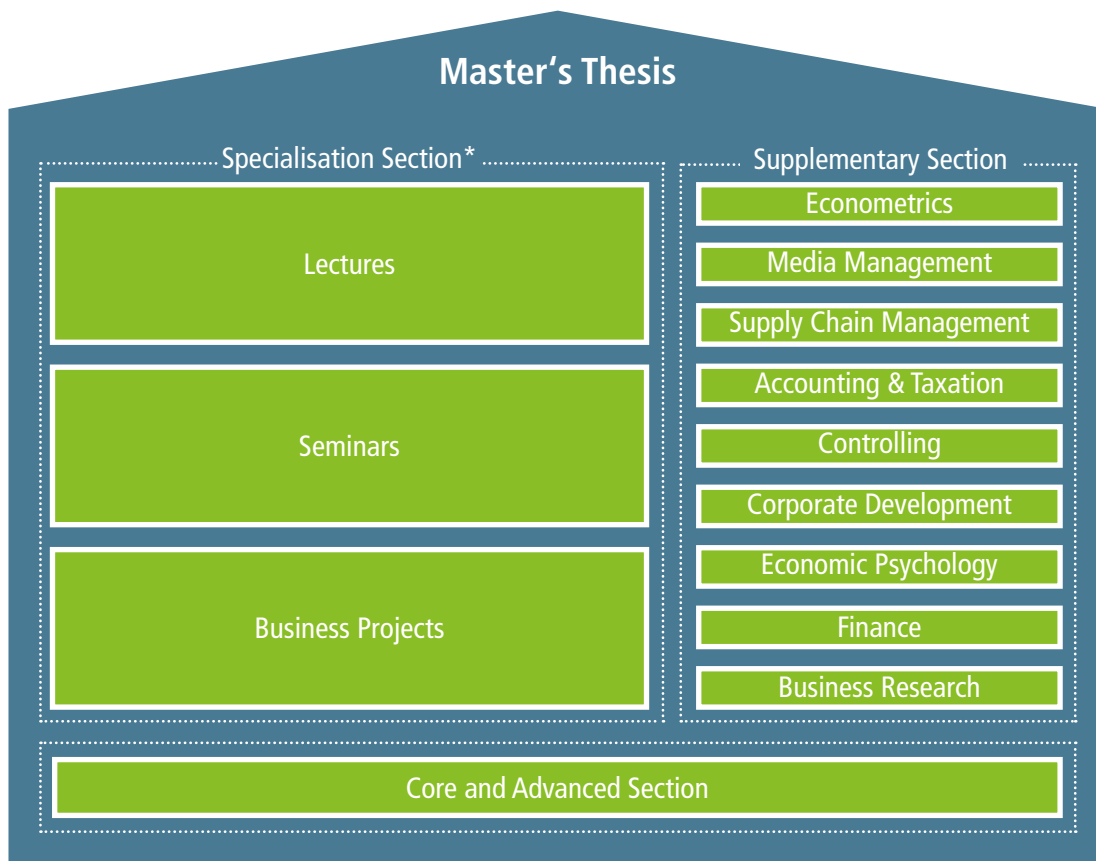 Master‘s Thesis
Specialisation Section*
Lectures
Seminars
Business Projects
Supplementary Section
Econometrics
Media Management
Supply Chain Management
Accounting & Taxation
Controlling
Corporate Development
Economic Psychology
Finance
Business Research
Core and Advanced Section